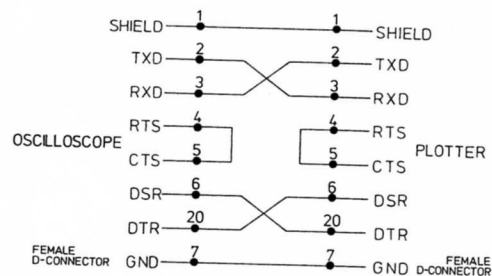 SHIELD 1 1 SHIELD
TXD 2 2 TXD
RXD 3 3 RXD
RTS 4 4 RTS
OSCILLOSCOPE PLOTTER
CTS 5 5 CTS
DSR 6 6 DSR
DTR 20 20 DTR
FEMALE D-CONNECTOR GND 7 7 GND FEMALE D-CONNECTOR